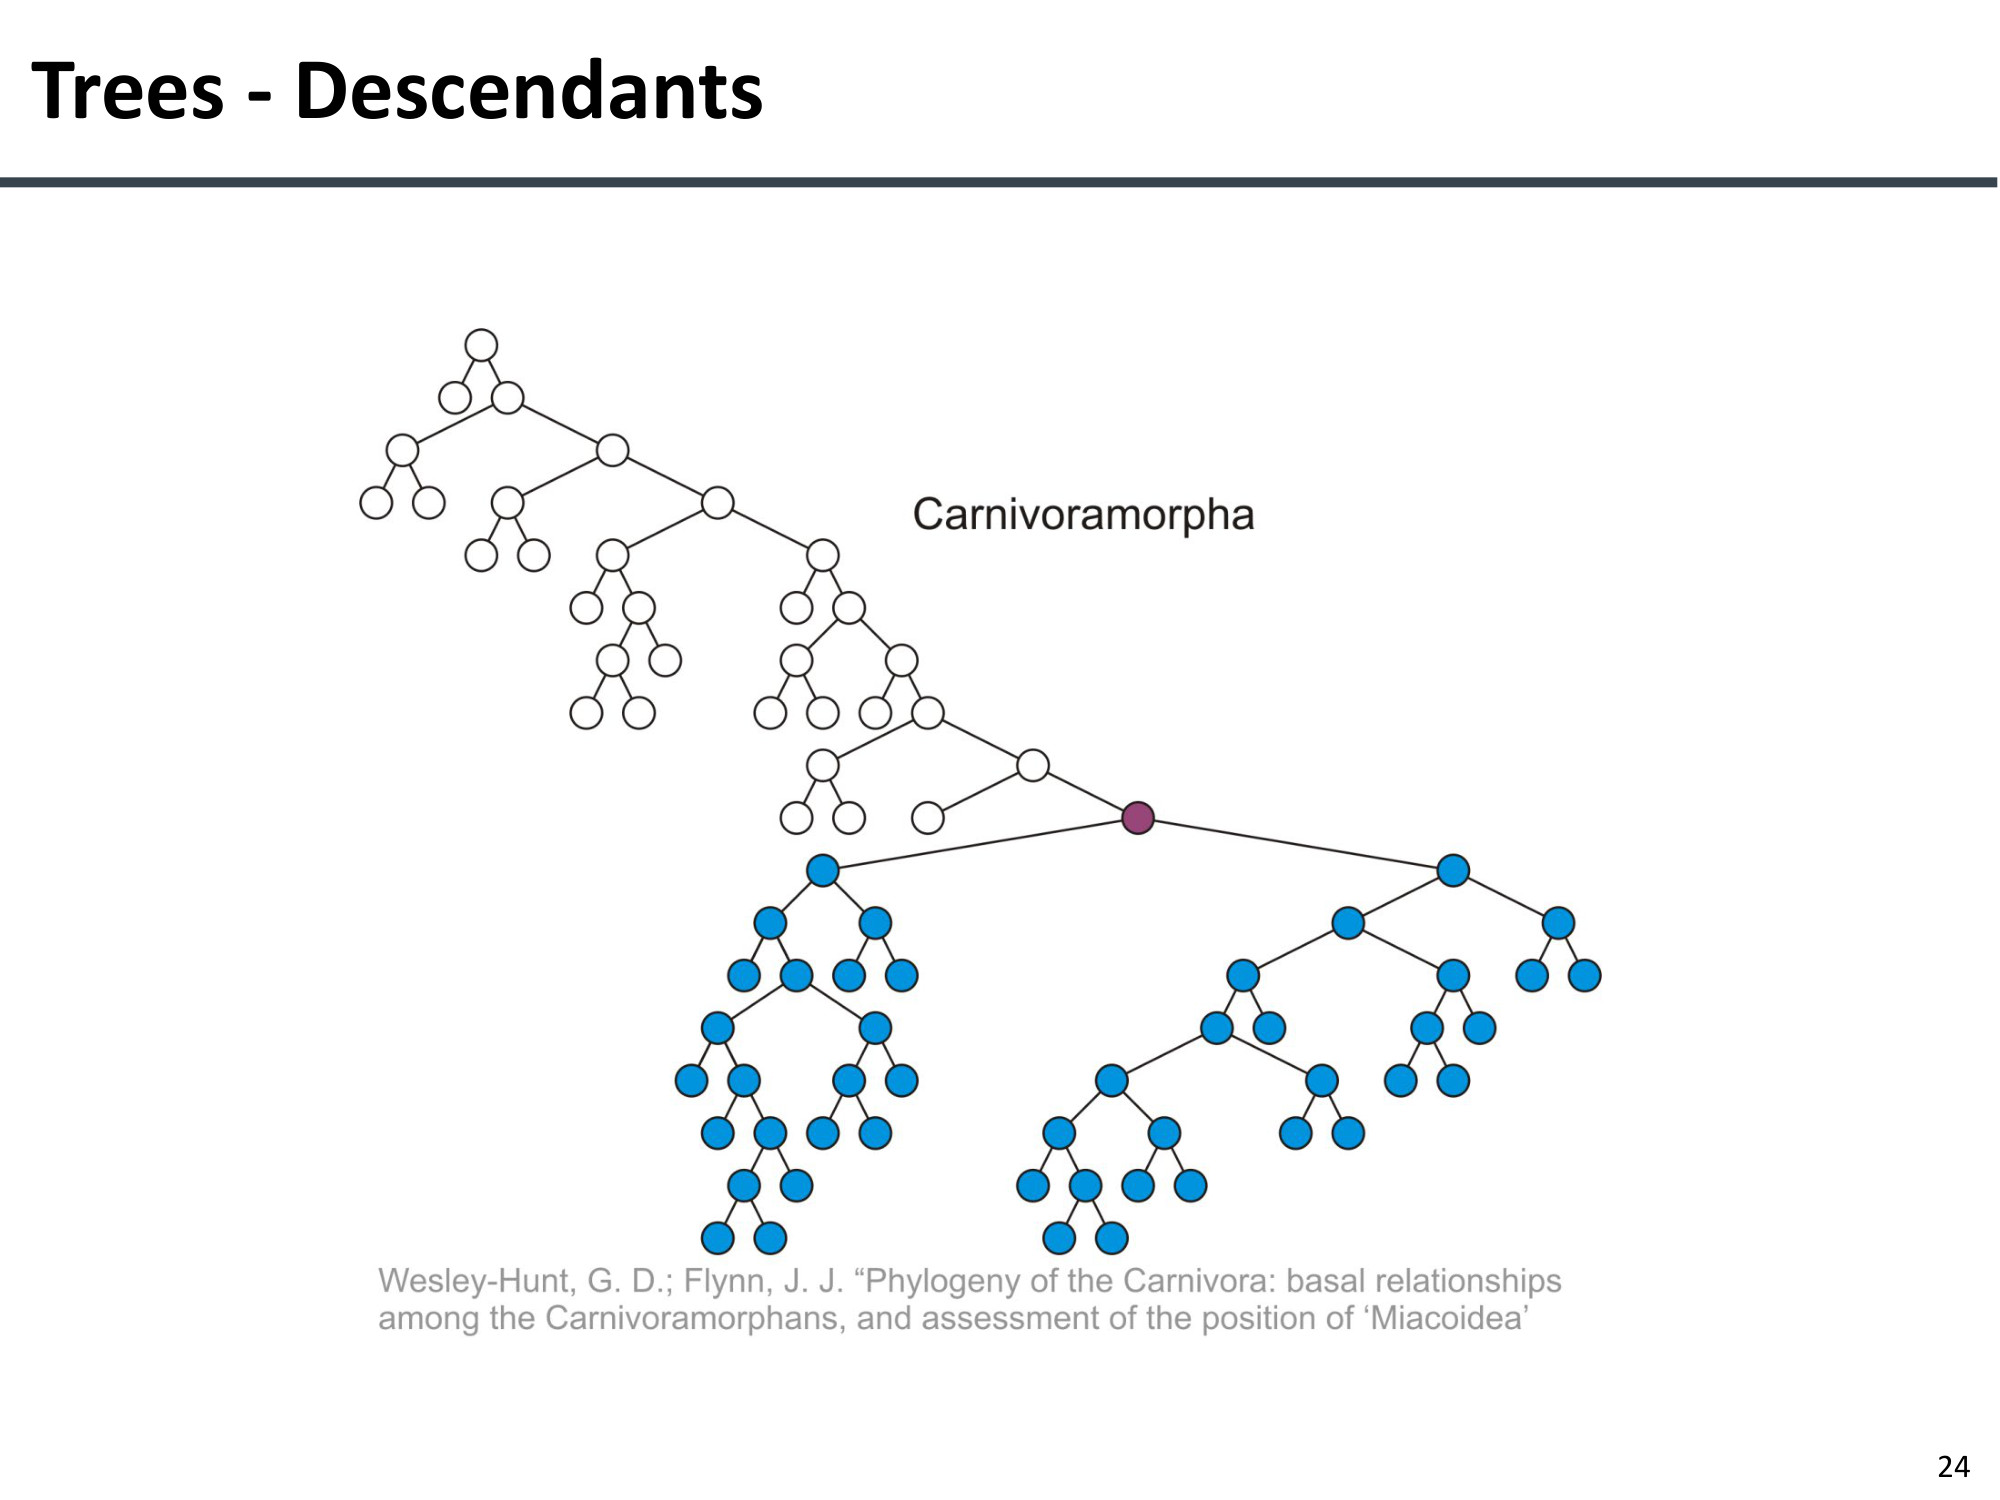 Trees - Descendants
Carnivoramorpha
Wesley-Hunt, G. D.; Flynn, J. J. “Phylogeny of the Carnivora: basal relationships
among the Carnivoramorphans, and assessment of the position of ‘Miacoidea’
24